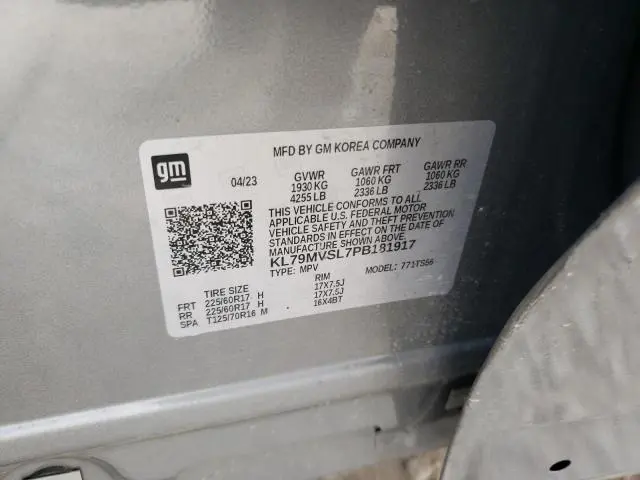 gm
MFD BY GM KOREA COMPANY
04/23 GVWR GAWR FRT GAWR RR
1930 KG 1060 KG 1060 KG
4255 LB 2336 LB 2336 LB
THIS VEHICLE CONFORMS TO ALL
APPLICABLE U.S. FEDERAL MOTOR
VEHICLE SAFETY AND THEFT PREVENTION
STANDARDS IN EFFECT ON THE DATE OF
MANUFACTURE SHOWN ABOVE.
KL79MVSL7PB181917
TYPE: MPV MODEL: 771TS56
TIRE SIZE RIM
FRT 225/60R17 H 17X7.5J
RR 225/60R17 H 17X7.5J
SPA T125/70R16 M 16X4BT